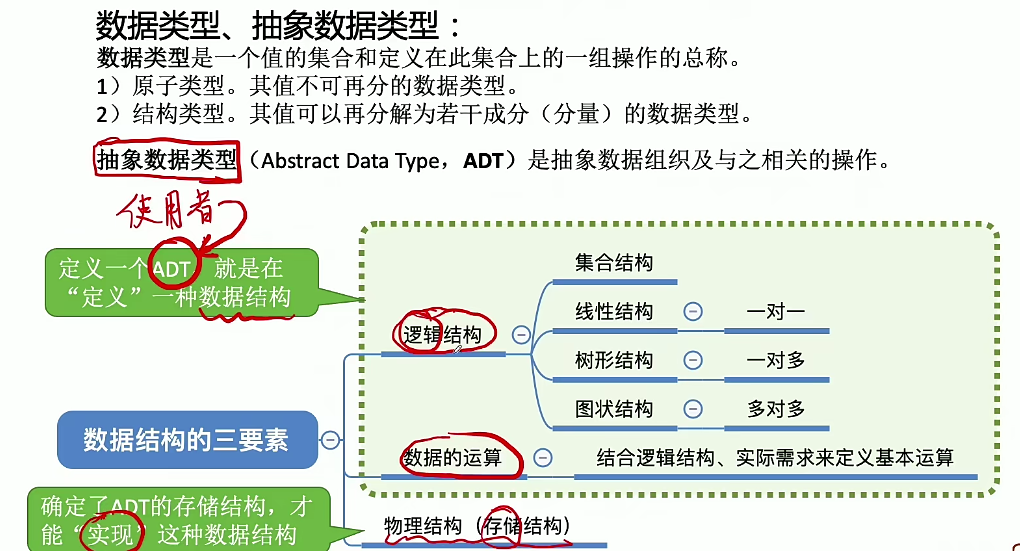 数据类型、抽象数据类型：
数据类型是一个值的集合和定义在此集合上的一组操作的总称。
1）原子类型。其值不可再分的数据类型。
2）结构类型。其值可以再分解为若干成分（分量）的数据类型。
抽象数据类型（Abstract Data Type，ADT）是抽象数据组织及与之相关的操作。
使用者
定义一个ADT，就是在
“定义”一种数据结构
集合结构
线性结构 一对一
逻辑结构
树形结构 一对多
图状结构 多对多
数据结构的三要素
数据的运算 结合逻辑结构、实际需求来定义基本运算
确定了ADT的存储结构，才
能“实现”这种数据结构
物理结构（存储结构）